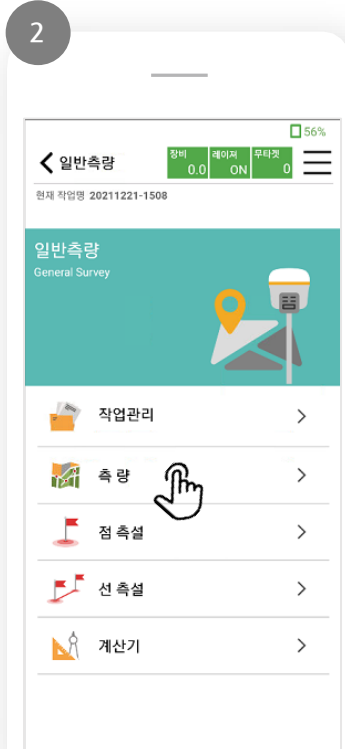 2
56%
일반측량
장비 레이저 무타겟
0.0 ON 0
현재 작업명 20211221-1508
일반측량
General Survey
작업관리
측 량
점 측설
선 측설
계산기